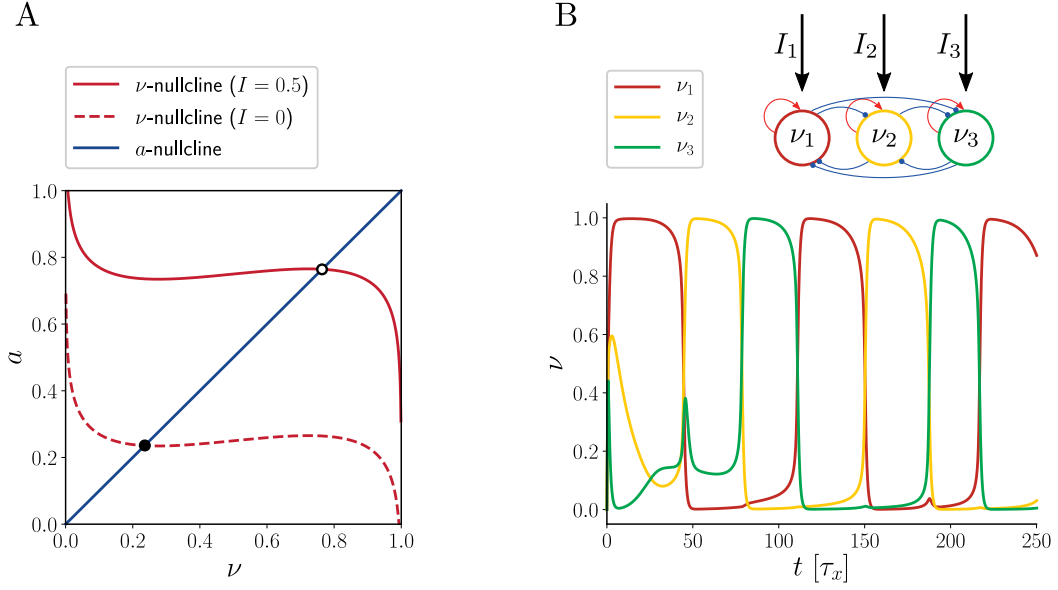 A
ν-nullcline (I = 0.5)
ν-nullcline (I = 0)
a-nullcline
1.0
0.8
0.6
0.4
0.2
0.0
a
0.0 0.2 0.4 0.6 0.8 1.0
ν
B
I₁ I₂ I₃
ν₁
ν₂
ν₃
ν₁ ν₂ ν₃
1.0
0.8
0.6
0.4
0.2
0.0
ν
0 50 100 150 200 250
t [τₓ]